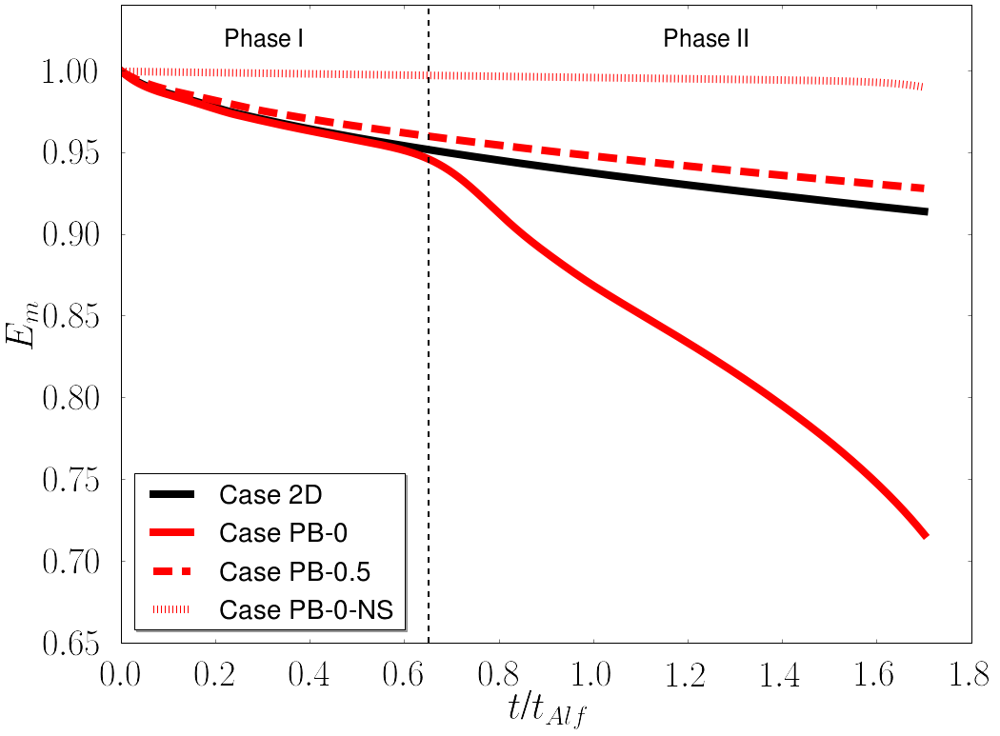 Phase I Phase II
1.00
0.95
0.90
0.85
0.80
0.75
0.70
0.65
E_m
Case 2D
Case PB-0
Case PB-0.5
Case PB-0-NS
0.0 0.2 0.4 0.6 0.8 1.0 1.2 1.4 1.6 1.8
t/t_{Alf}